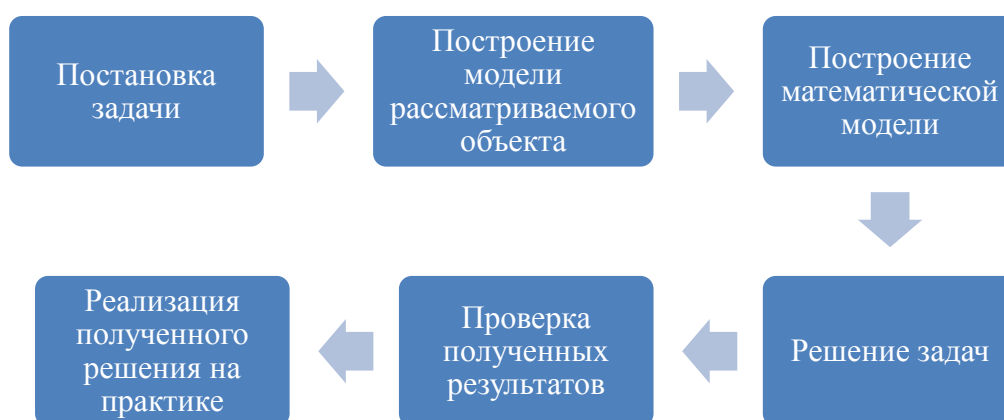 Постановка
задачи
Построение
модели
рассматриваемого
объекта
Построение
математической
модели
Решение задач
Проверка
полученных
результатов
Реализация
полученного
решения на
практике